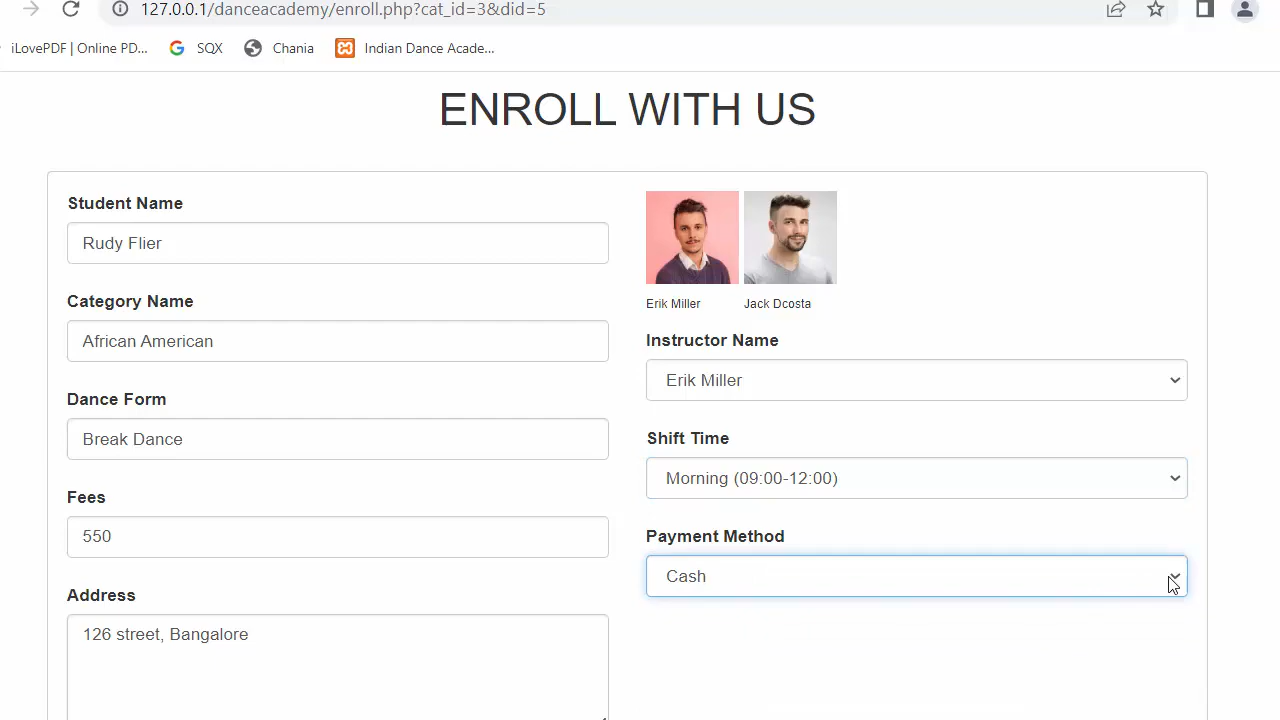 127.0.0.1/danceacademy/enroll.php?cat_id=3&did=5
iLovePDF | Online PD... SQX Chania Indian Dance Acade...
ENROLL WITH US
Student Name
Rudy Flier
Category Name
African American
Dance Form
Break Dance
Fees
550
Address
126 street, Bangalore
Erik Miller Jack Dcosta
Instructor Name
Erik Miller
Shift Time
Morning (09:00-12:00)
Payment Method
Cash